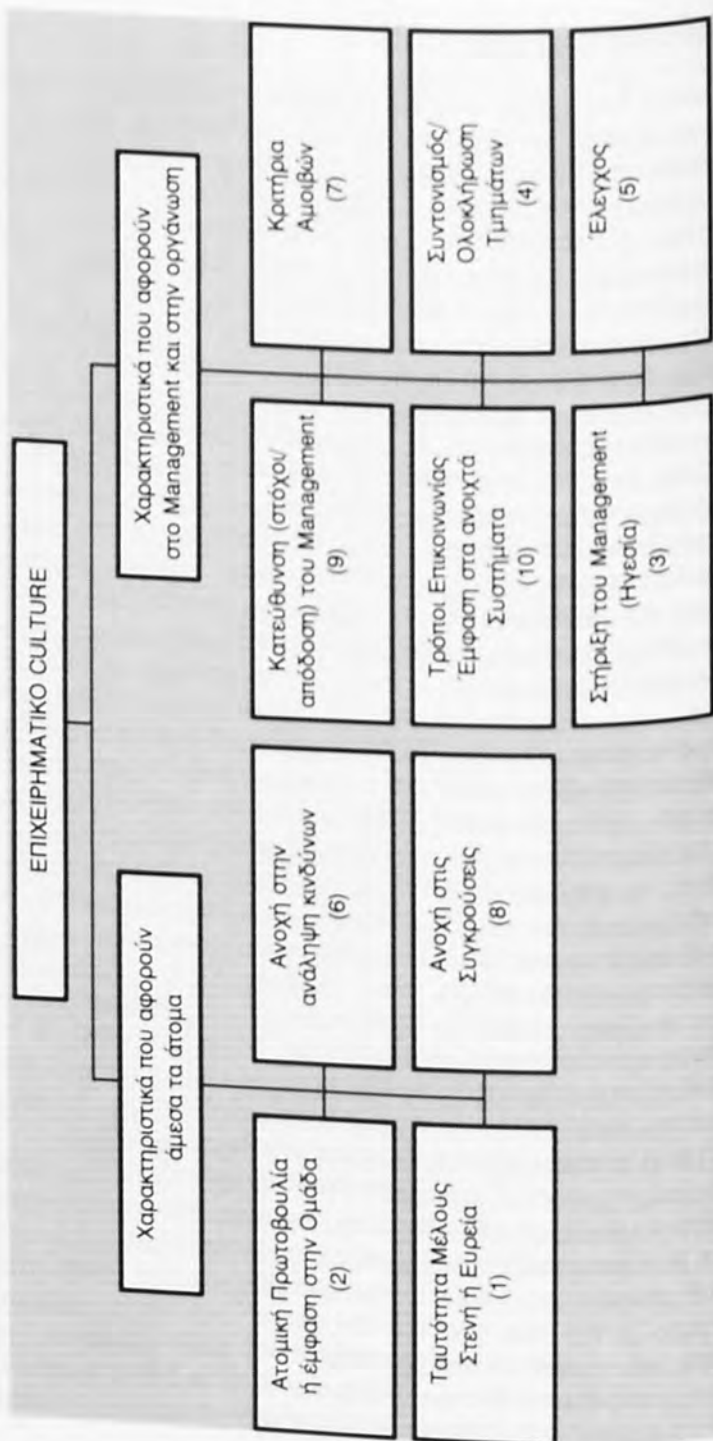 ΕΠΙΧΕΙΡΗΜΑΤΙΚΟ CULTURE
Χαρακτηριστικά που αφορούν
άμεσα τα άτομα
Χαρακτηριστικά που αφορούν
στο Management και στην οργάνωση
Ατομική Πρωτοβουλία
ή έμφαση στην Ομάδα
(2)
Ανοχή στην
ανάληψη κινδύνων
(6)
Κατεύθυνση (στόχοι/
απόδοση) του Management
(9)
Κριτήρια
Αμοιβών
(7)
Ταυτότητα Μέλους
Στενή ή Ευρεία
(1)
Ανοχή στις
Συγκρούσεις
(8)
Τρόποι Επικοινωνίας
Έμφαση στα ανοιχτά
Συστήματα
(10)
Συντονισμός/
Ολοκλήρωση
Τμημάτων
(4)
Στήριξη του Management
(Ηγεσία)
(3)
Έλεγχος
(5)